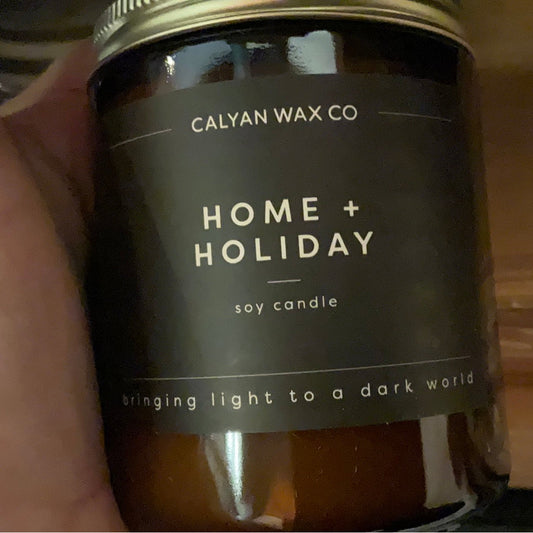 CALYAN WAX CO
HOME +
HOLIDAY
soy candle
bringing light to a dark world